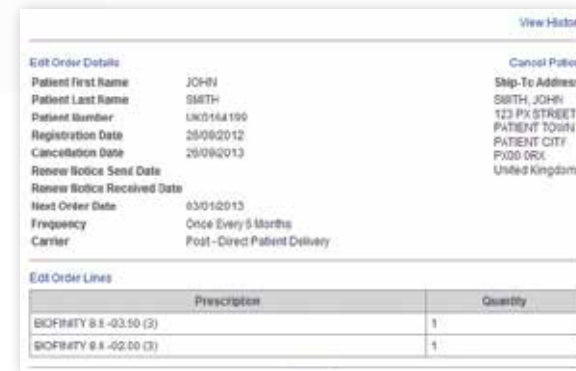 View Histor
Edit Order Details
Cancel Patie
Patient First Name JOHN
Ship-To Address
Patient Last Name SMITH
SMITH, JOHN
Patient Number UK0164199
123 PX STREET
Registration Date 26/09/2012
PATIENT TOWN
Cancellation Date 26/09/2013
PATIENT CITY
Renew Notice Send Date
PX00 0RX
Renew Notice Received Date
United Kingdom
Next Order Date 03/01/2013
Frequency Once Every 6 Months
Carrier Post - Direct Patient Delivery
Edit Order Lines
Prescription Quantity
BIOFINITY 8.6 -03.50 (3) 1
BIOFINITY 8.6 -02.00 (3) 1